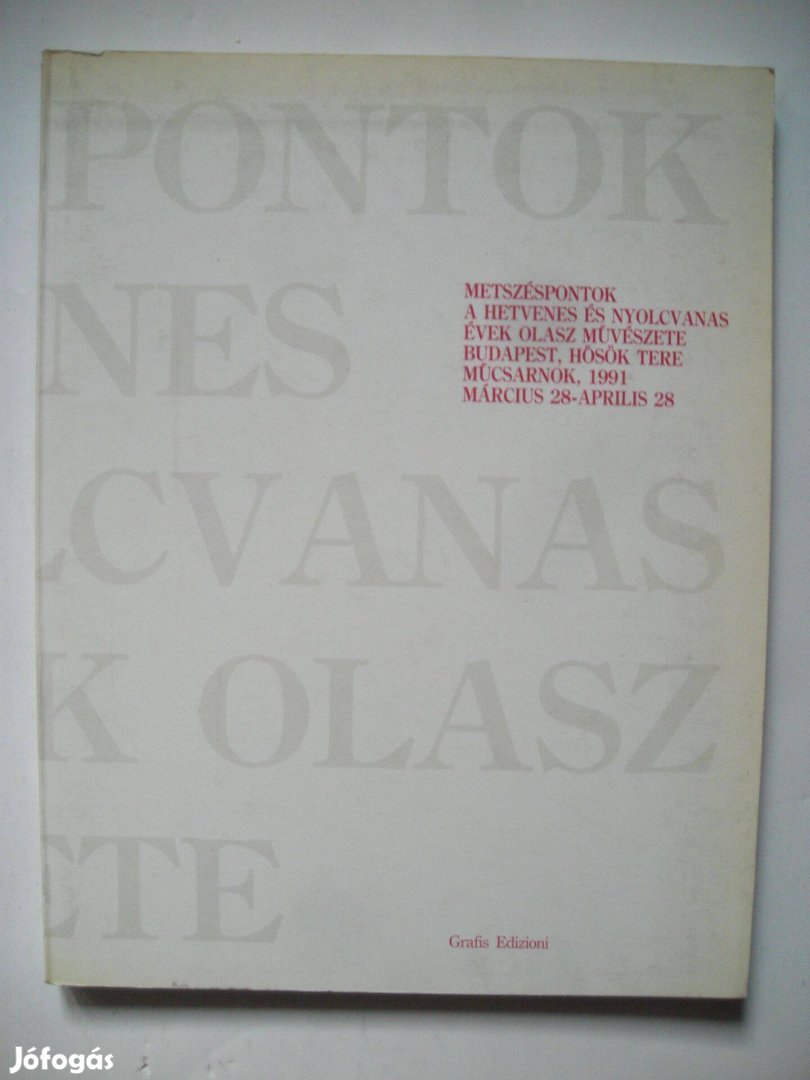 PONTOK
NES
LCVANAS
K OLASZ
ETE
METSZÉSPONTOK
A HETVENES ÉS NYOLCVANAS
ÉVEK OLASZ MŰVÉSZETE
BUDAPEST, HŐSÖK TERE
MŰCSARNOK, 1991
MÁRCIUS 28-APRILIS 28
Grafis Edizioni
Jófogás